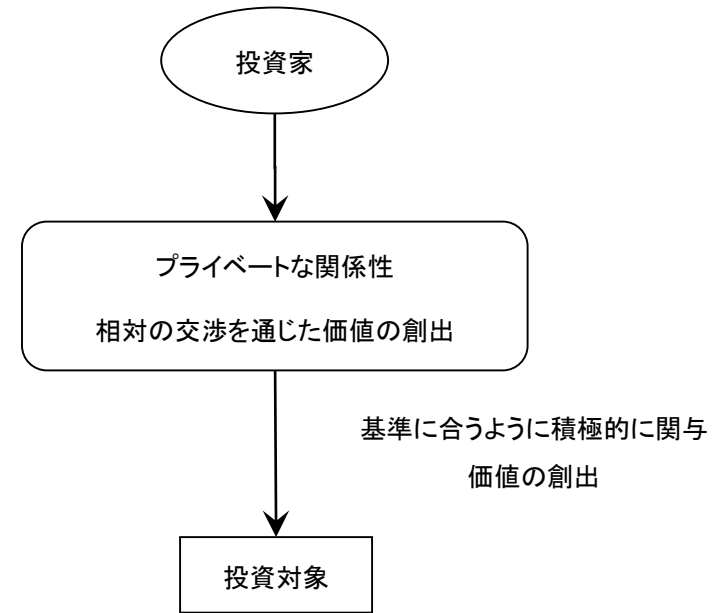 投資家
プライベートな関係性
相対の交渉を通じた価値の創出
基準に合うように積極的に関与
価値の創出
投資対象